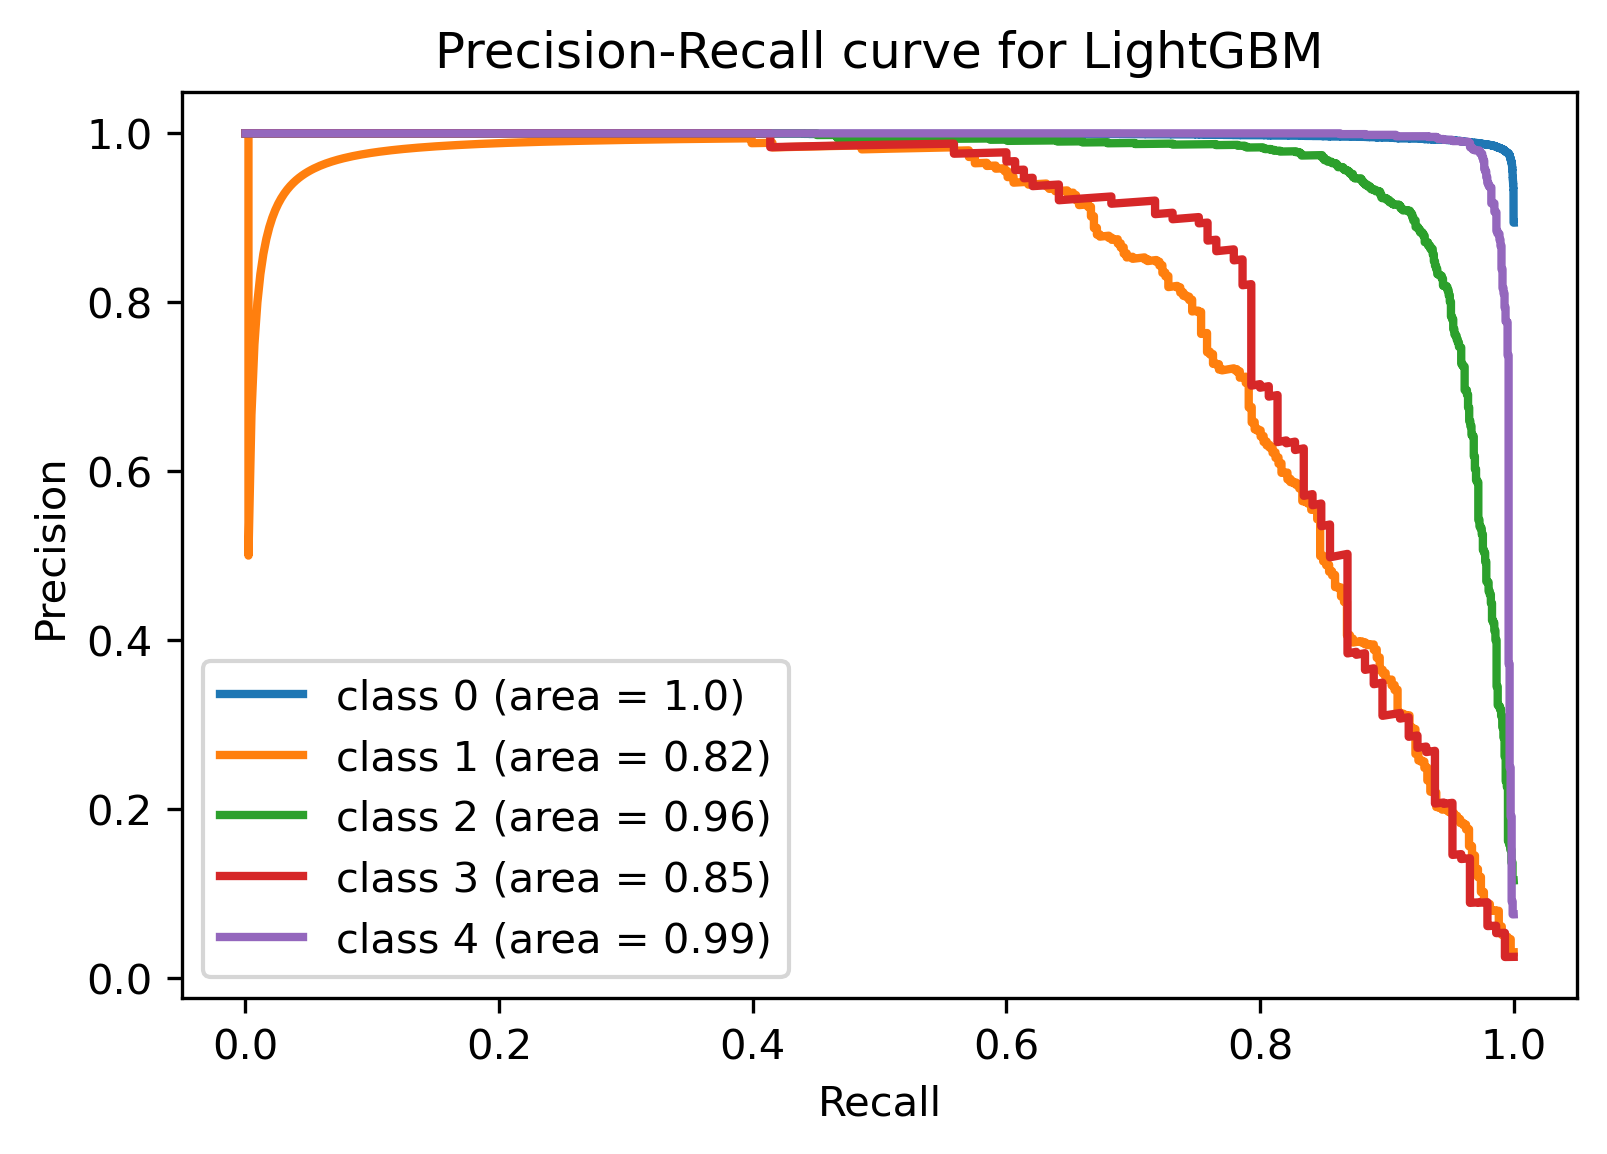 Precision-Recall curve for LightGBM
1.0
0.8
0.6
0.4
0.2
0.0
Precision
class 0 (area = 1.0)
class 1 (area = 0.82)
class 2 (area = 0.96)
class 3 (area = 0.85)
class 4 (area = 0.99)
0.0 0.2 0.4 0.6 0.8 1.0
Recall